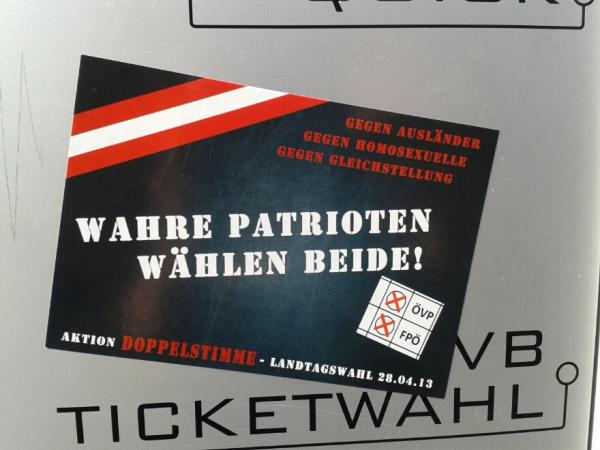 QUICK
GEGEN AUSLÄNDER
GEGEN HOMOSEXUELLE
GEGEN GLEICHSTELLUNG
WAHRE PATRIOTEN
WÄHLEN BEIDE!
ÖVP
FPÖ
AKTION DOPPELSTIMME - LANDTAGSWAHL 28.04.13
VB
TICKETWAHL